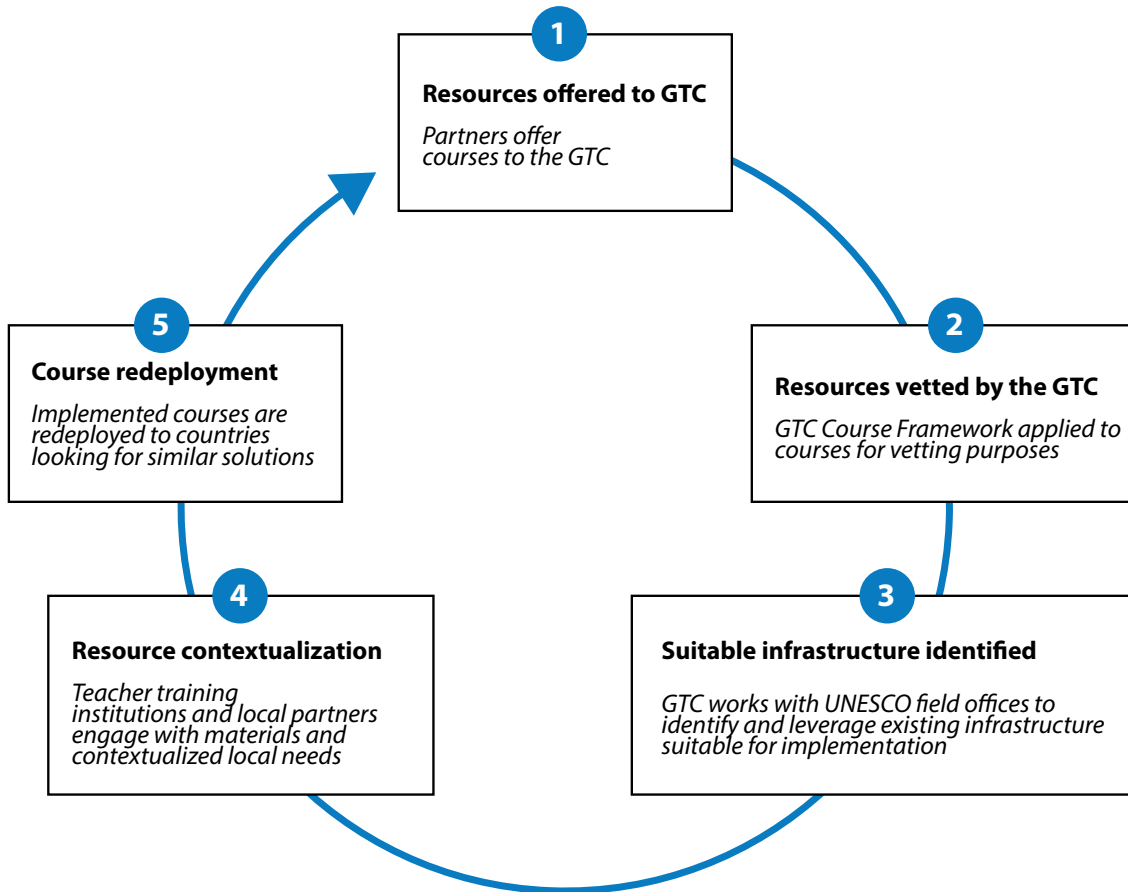 1
Resources offered to GTC
Partners offer
courses to the GTC
2
Resources vetted by the GTC
GTC Course Framework applied to
courses for vetting purposes
3
Suitable infrastructure identified
GTC works with UNESCO field offices to
identify and leverage existing infrastructure
suitable for implementation
4
Resource contextualization
Teacher training
institutions and local partners
engage with materials and
contextualized local needs
5
Course redeployment
Implemented courses are
redeployed to countries
looking for similar solutions